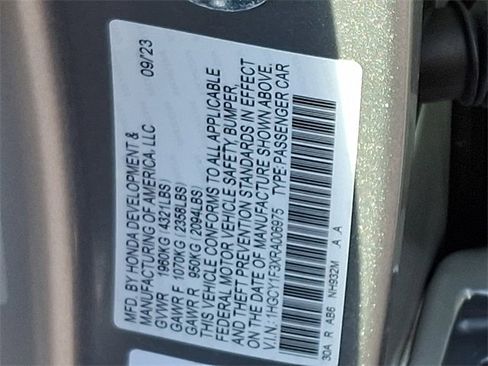 MFD. BY HONDA DEVELOPMENT & 09/23
MANUFACTURING OF AMERICA, LLC
GVWR 1960KG (4321LBS)
GAWR F 1070KG (2358LBS)
GAWR R 950KG (2094LBS)
THIS VEHICLE CONFORMS TO ALL APPLICABLE
FEDERAL MOTOR VEHICLE SAFETY, BUMPER,
AND THEFT PREVENTION STANDARDS IN EFFECT
ON THE DATE OF MANUFACTURE SHOWN ABOVE.
V.I.N.: 1HGCY1F3XRA006975 TYPE:PASSENGER CAR
30A R AB6 NH932M A A